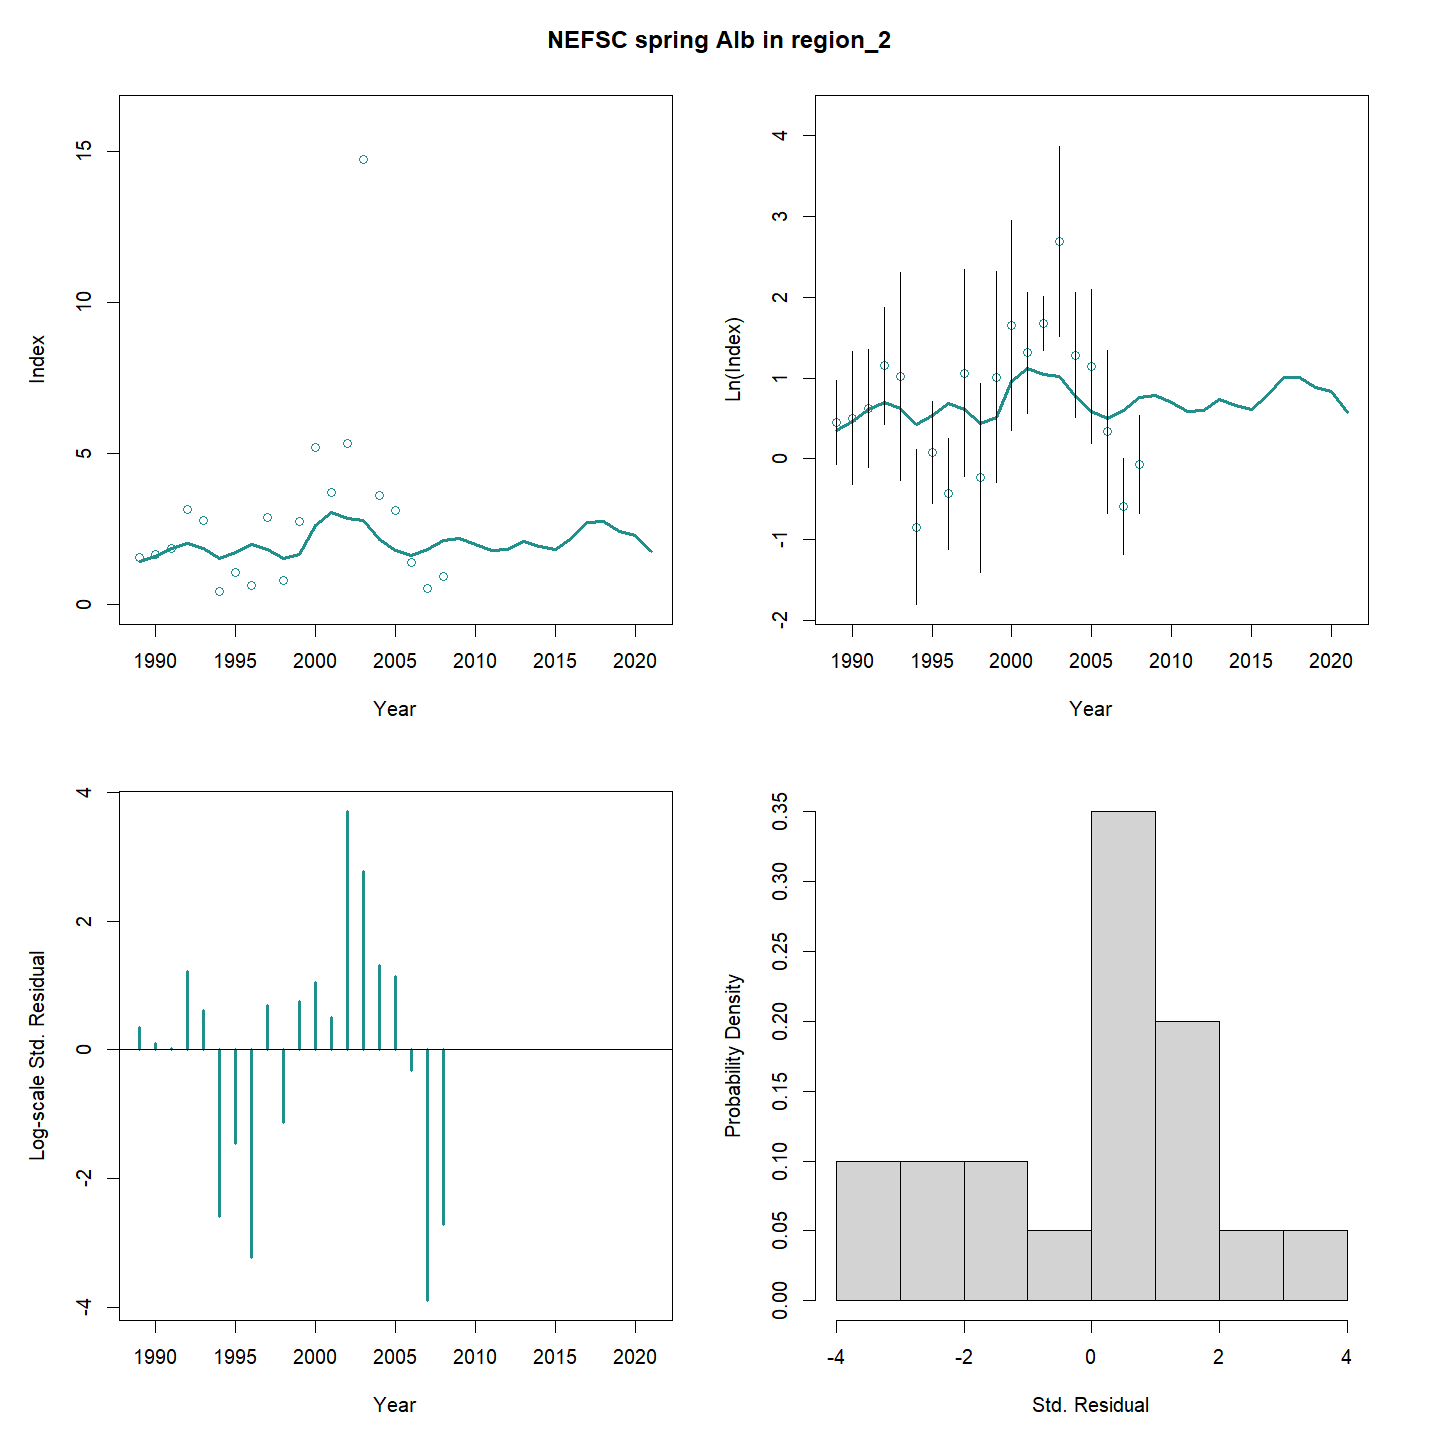 NEFSC spring Alb in region_2
Index
15
10
5
0
1990 1995 2000 2005 2010 2015 2020
Year
Ln(Index)
4
3
2
1
0
-1
-2
1990 1995 2000 2005 2010 2015 2020
Year
Log-scale Std. Residual
4
2
0
-2
-4
1990 1995 2000 2005 2010 2015 2020
Year
Probability Density
0.35
0.30
0.25
0.20
0.15
0.10
0.05
0.00
-4 -2 0 2 4
Std. Residual